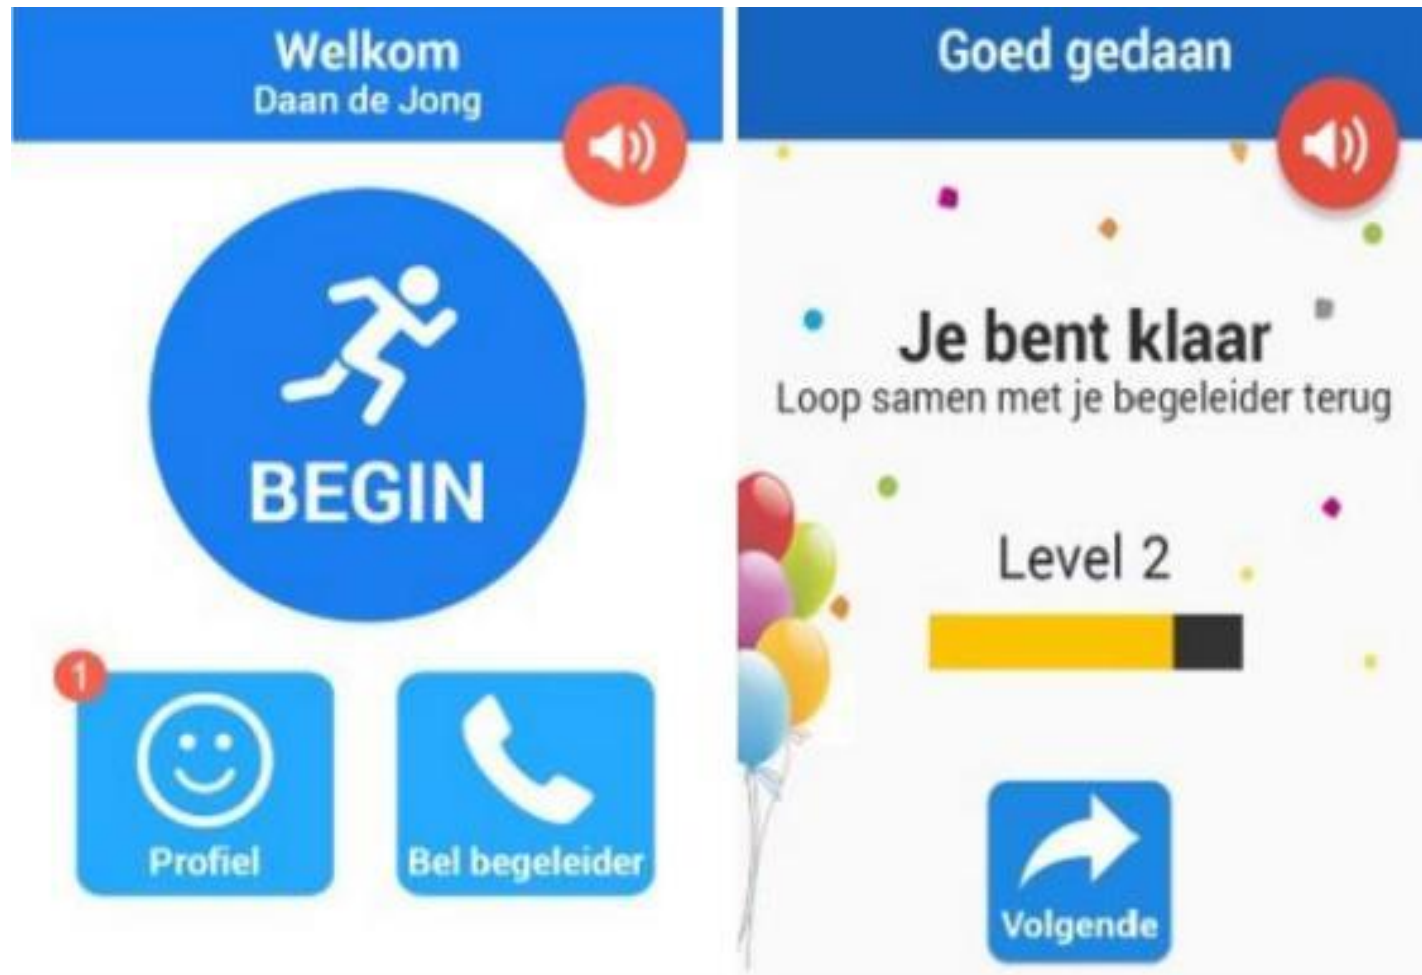 Welkom
Daan de Jong
BEGIN
1
Profiel
Bel begeleider
Goed gedaan
Je bent klaar
Loop samen met je begeleider terug
Level 2
Volgende